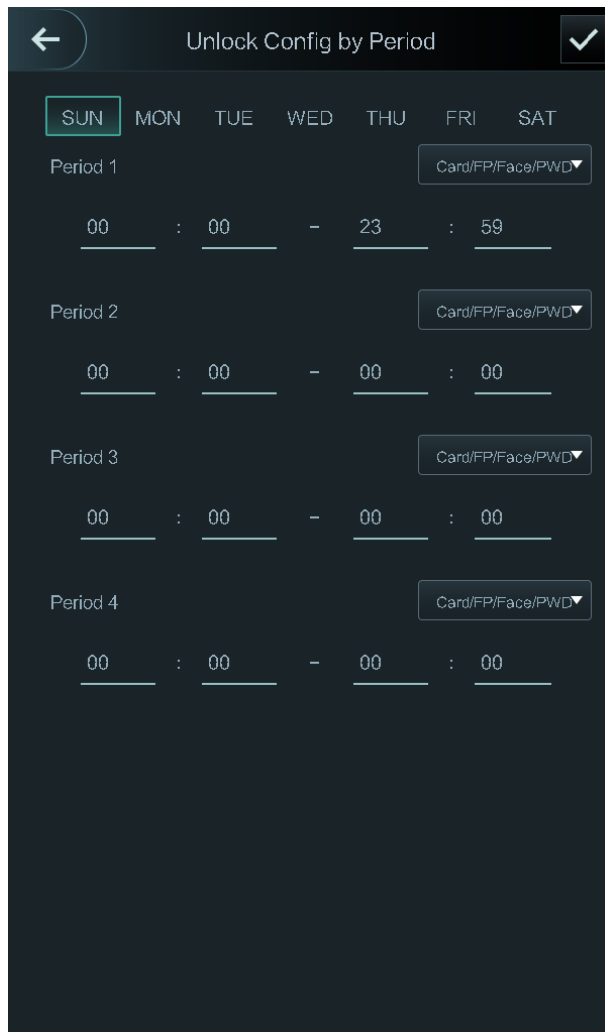 Unlock Config by Period
SUN MON TUE WED THU FRI SAT
Period 1 Card/FP/Face/PWD
00 : 00 - 23 : 59
Period 2 Card/FP/Face/PWD
00 : 00 - 00 : 00
Period 3 Card/FP/Face/PWD
00 : 00 - 00 : 00
Period 4 Card/FP/Face/PWD
00 : 00 - 00 : 00